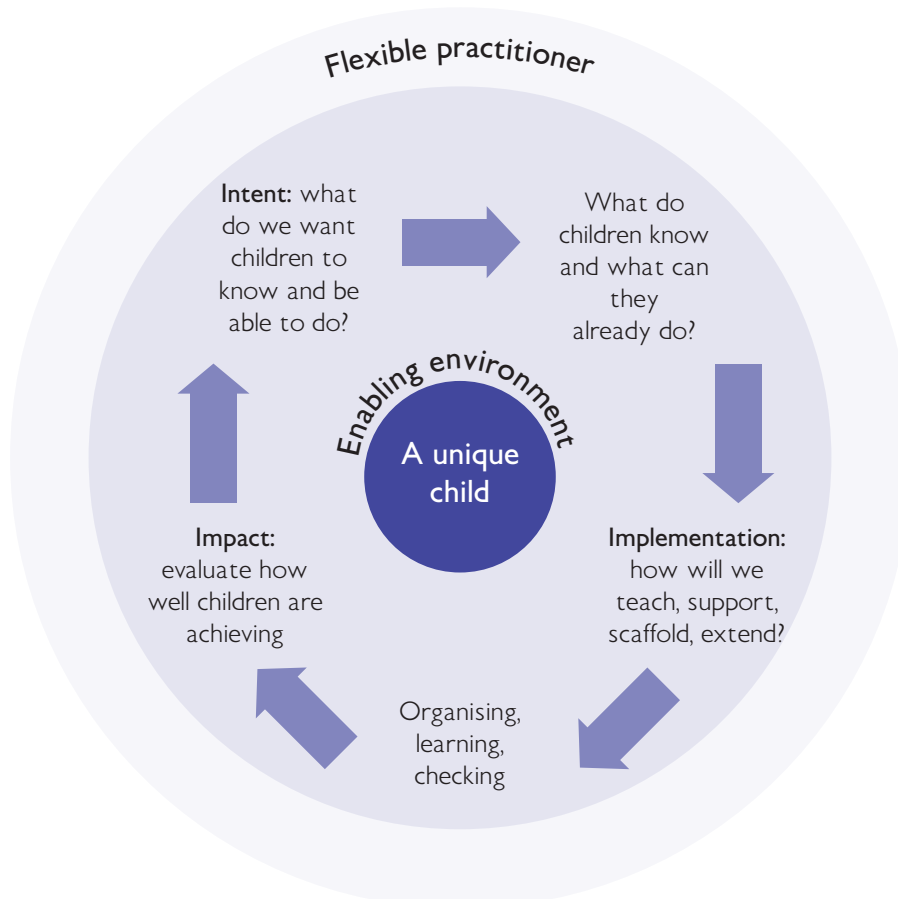 Flexible practitioner
Intent: what
do we want
children to
know and be
able to do?
What do
children know
and what can
they
already do?
Enabling environment
A unique
child
Implementation:
how will we
teach, support,
scaffold, extend?
Organising,
learning,
checking
Impact:
evaluate how
well children are
achieving